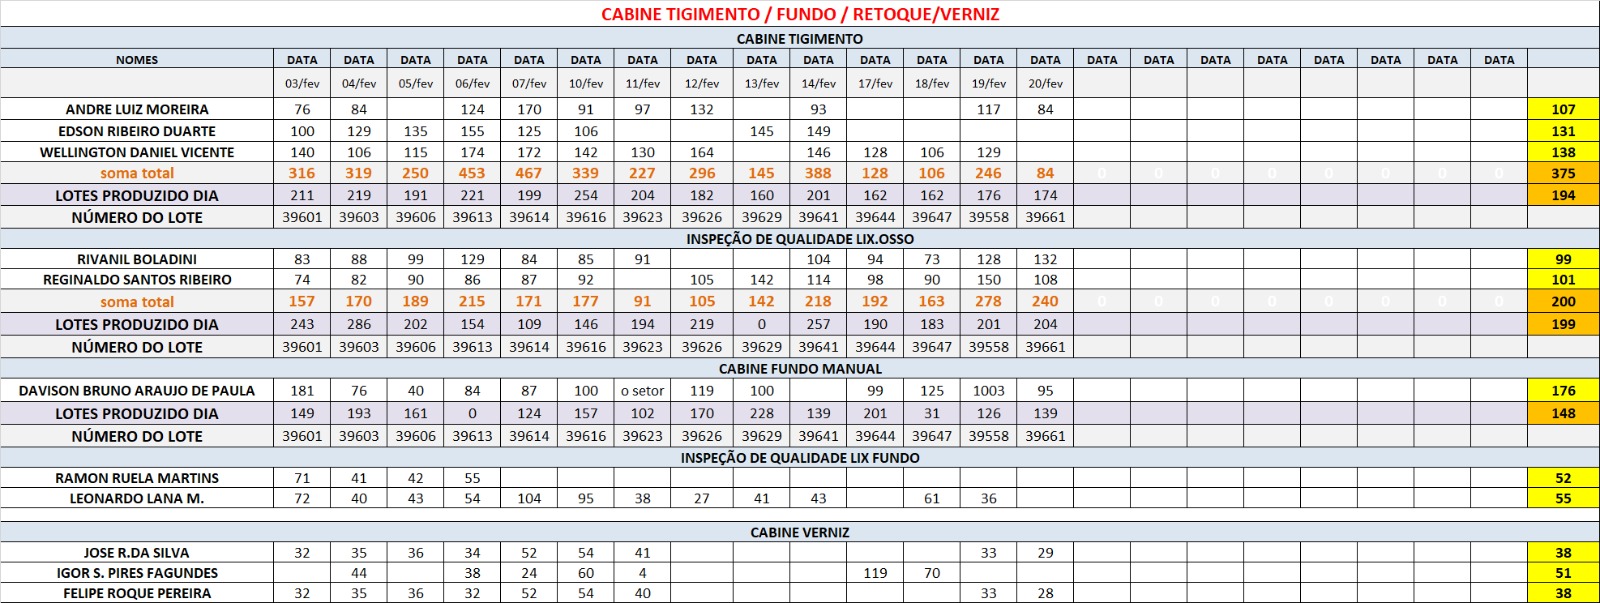 CABINE TIGIMENTO / FUNDO / RETOQUE/VERNIZ
CABINE TIGIMENTO
NOMES DATA DATA DATA DATA DATA DATA DATA DATA DATA DATA DATA DATA DATA DATA DATA DATA DATA DATA DATA DATA DATA DATA
03/fev 04/fev 05/fev 06/fev 07/fev 10/fev 11/fev 12/fev 13/fev 14/fev 17/fev 18/fev 19/fev 20/fev
ANDRE LUIZ MOREIRA 76 84 124 170 91 97 132 93 117 84 107
EDSON RIBEIRO DUARTE 100 129 135 155 125 106 145 149 131
WELLINGTON DANIEL VICENTE 140 106 115 174 172 142 130 164 146 128 106 129 138
soma total 316 319 250 453 467 339 227 296 145 388 128 106 246 84 0 0 0 0 0 0 0 0 375
LOTES PRODUZIDO DIA 211 219 191 221 199 254 204 182 160 201 162 162 176 174 194
NÚMERO DO LOTE 39601 39603 39606 39613 39614 39616 39623 39626 39629 39641 39644 39647 39558 39661
INSPEÇÃO DE QUALIDADE LIX.OSSO
RIVANIL BOLADINI 83 88 99 129 84 85 91 104 94 73 128 132 99
REGINALDO SANTOS RIBEIRO 74 82 90 86 87 92 105 142 114 98 90 150 108 101
soma total 157 170 189 215 171 177 91 105 142 218 192 163 278 240 0 0 0 0 0 0 0 0 200
LOTES PRODUZIDO DIA 243 286 202 154 109 146 194 219 0 257 190 183 201 204 199
NÚMERO DO LOTE 39601 39603 39606 39613 39614 39616 39623 39626 39629 39641 39644 39647 39558 39661
CABINE FUNDO MANUAL
DAVISON BRUNO ARAUJO DE PAULA 181 76 40 84 87 100 o setor 119 100 99 125 1003 95 176
LOTES PRODUZIDO DIA 149 193 161 0 124 157 102 170 228 139 201 31 126 139 148
NÚMERO DO LOTE 39601 39603 39606 39613 39614 39616 39623 39626 39629 39641 39644 39647 39558 39661
INSPEÇÃO DE QUALIDADE LIX FUNDO
RAMON RUELA MARTINS 71 41 42 55 52
LEONARDO LANA M. 72 40 43 54 104 95 38 27 41 43 61 36 55
CABINE VERNIZ
JOSE R.DA SILVA 32 35 36 34 52 54 41 33 29 38
IGOR S. PIRES FAGUNDES 44 38 24 60 4 119 70 51
FELIPE ROQUE PEREIRA 32 35 36 32 52 54 40 33 28 38